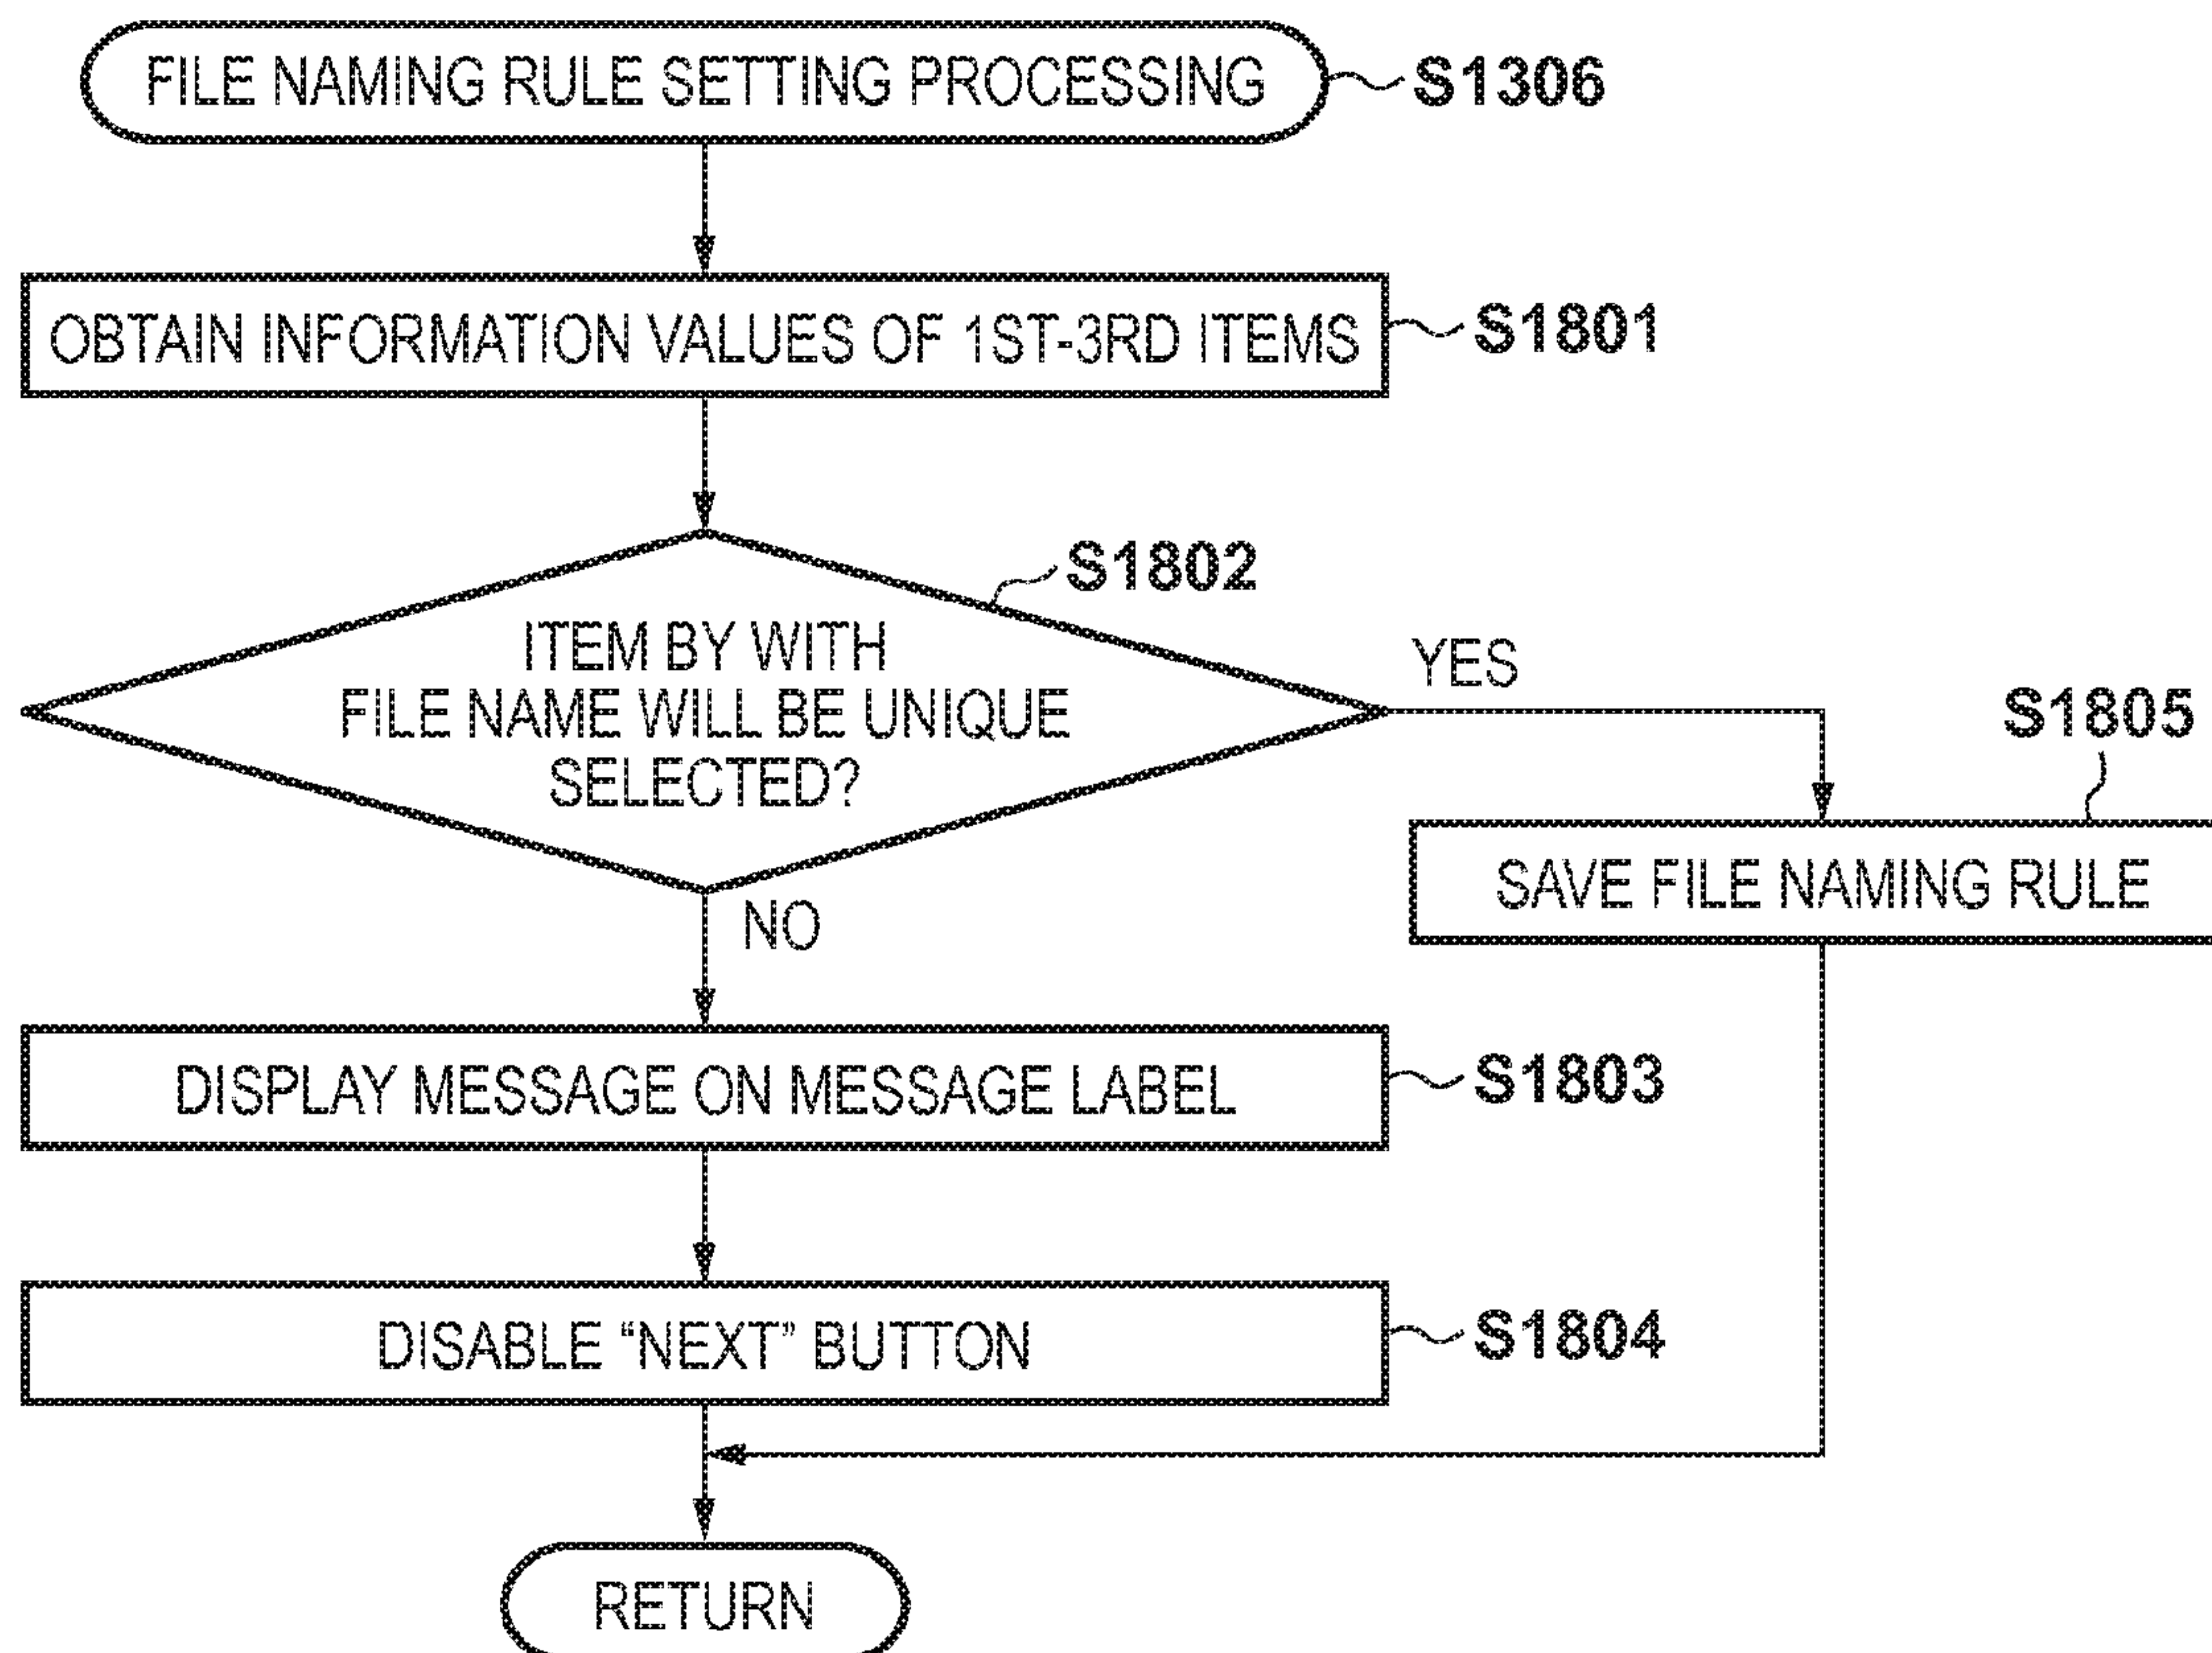 FILE NAMING RULE SETTING PROCESSING
S1306
OBTAIN INFORMATION VALUES OF 1ST-3RD ITEMS
S1801
S1802
ITEM BY WITH
FILE NAME WILL BE UNIQUE
SELECTED?
YES
S1805
SAVE FILE NAMING RULE
NO
DISPLAY MESSAGE ON MESSAGE LABEL
S1803
DISABLE “NEXT” BUTTON
S1804
RETURN